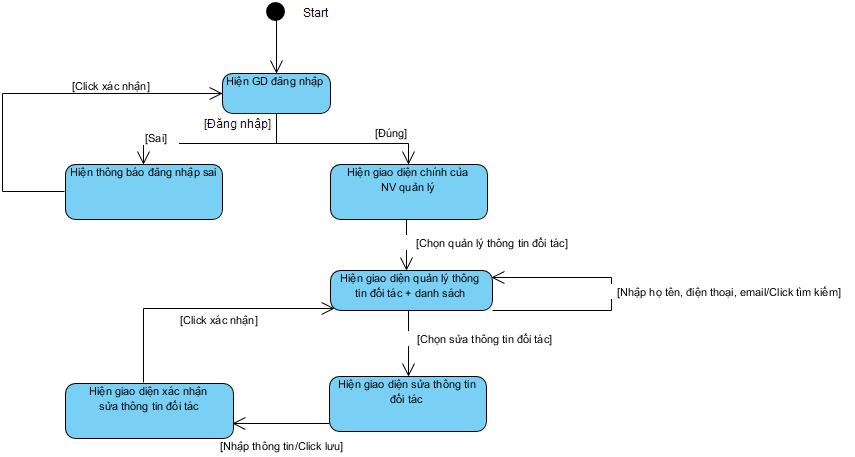 Start
Hiện GD đăng nhập
[Click xác nhận]
[Đăng nhập]
[Sai]
[Đúng]
Hiện thông báo đăng nhập sai
Hiện giao diện chính của
NV quản lý
[Chọn quản lý thông tin đối tác]
Hiện giao diện quản lý thông
tin đối tác + danh sách
[Nhập họ tên, điện thoại, email/Click tìm kiếm]
[Click xác nhận]
[Chọn sửa thông tin đối tác]
Hiện giao diện xác nhận
sửa thông tin đối tác
Hiện giao diện sửa thông tin
đối tác
[Nhập thông tin/Click lưu]